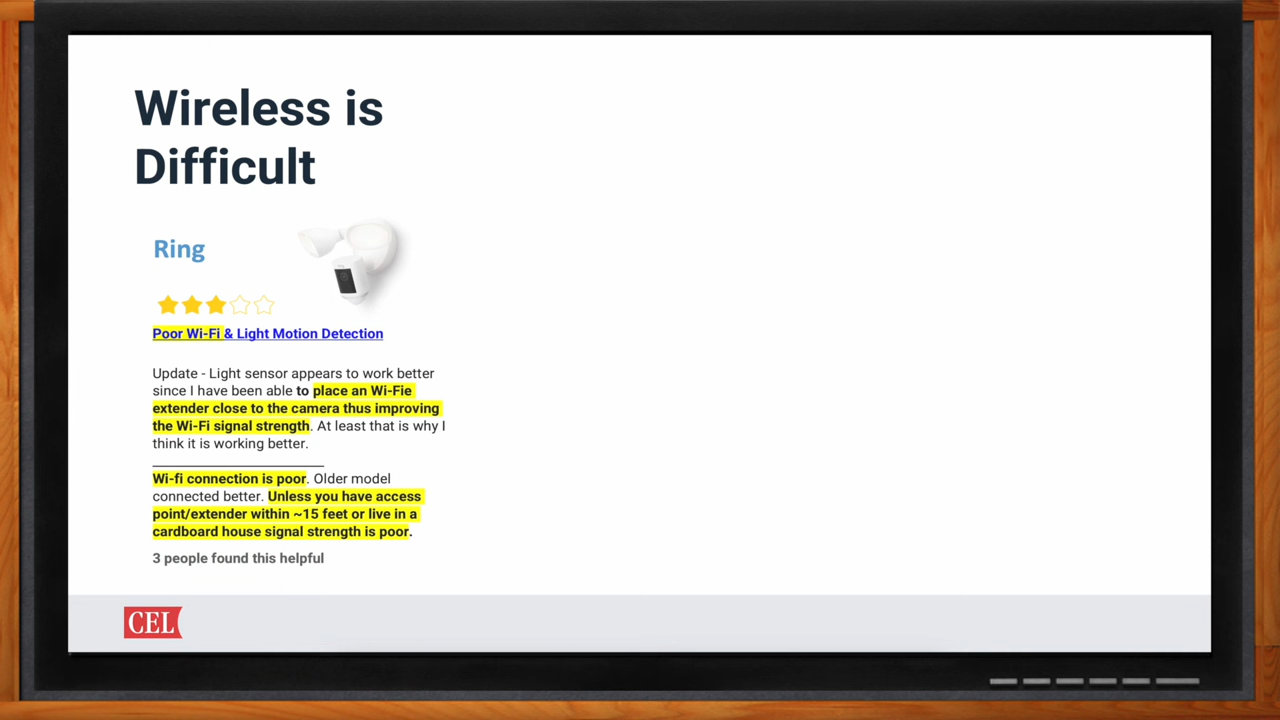 Wireless is
Difficult
Ring
Poor Wi-Fi & Light Motion Detection
Update - Light sensor appears to work better
since I have been able to place an Wi-Fie
extender close to the camera thus improving
the Wi-Fi signal strength. At least that is why I
think it is working better.
Wi-fi connection is poor. Older model
connected better. Unless you have access
point/extender within ~15 feet or live in a
cardboard house signal strength is poor.
3 people found this helpful
CEL